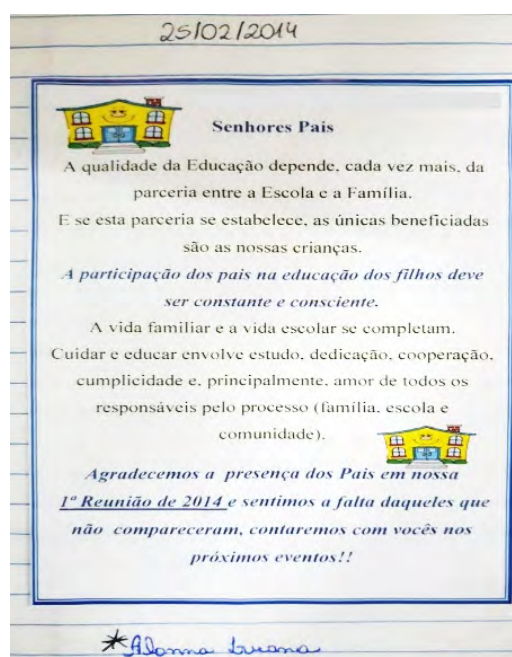 25/02/2014
Senhores Pais
A qualidade da Educação depende, cada vez mais, da
parceria entre a Escola e a Família.
E se esta parceria se estabelece, as únicas beneficiadas
são as nossas crianças.
A participação dos pais na educação dos filhos deve
ser constante e consciente.
A vida familiar e a vida escolar se completam.
Cuidar e educar envolve estudo, dedicação, cooperação,
cumplicidade e, principalmente, amor de todos os
responsáveis pelo processo (família, escola e
comunidade).
Agradecemos a presença dos Pais em nossa
1ª Reunião de 2014 e sentimos a falta daqueles que
não compareceram, contaremos com vocês nos
próximos eventos!!